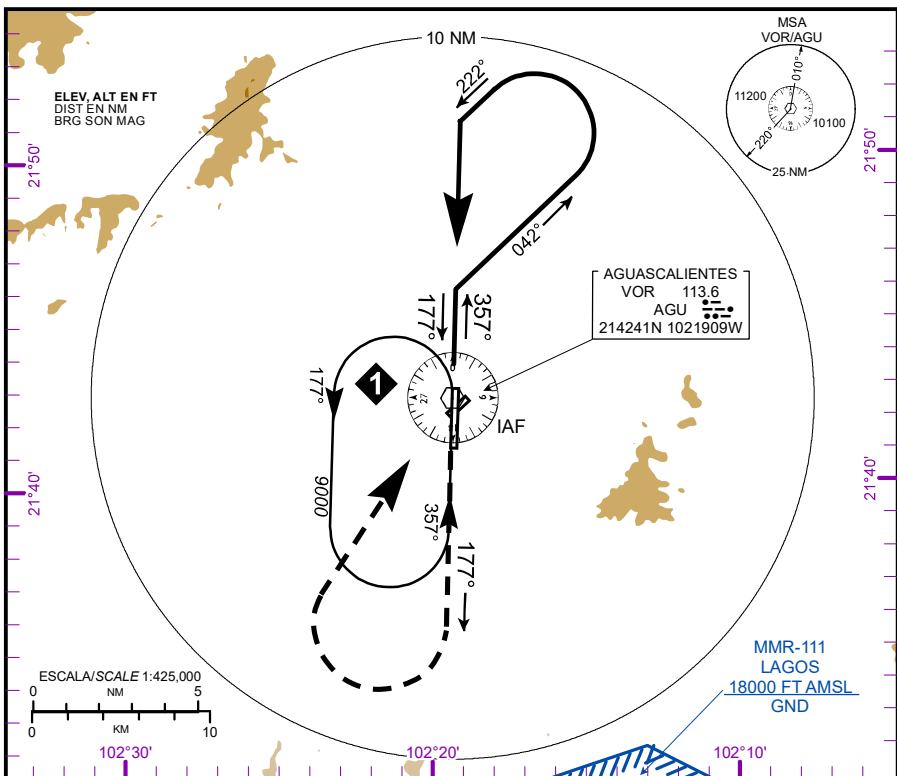 10 NM
MSA
VOR/AGU
010°
11200
10100
220°
25 NM
ELEV, ALT EN FT
DIST EN NM
BRG SON MAG
222°
21°50'
21°50'
042°
AGUASCALIENTES
VOR 113.6
AGU
214241N 1021909W
177°
357°
177°
1
0
27
9
IAF
9000
357°
177°
21°40'
21°40'
ESCALA/SCALE 1:425,000
0 NM 5
0 KM 10
MMR-111
LAGOS
18000 FT AMSL
GND
102°30'
102°20'
102°10'